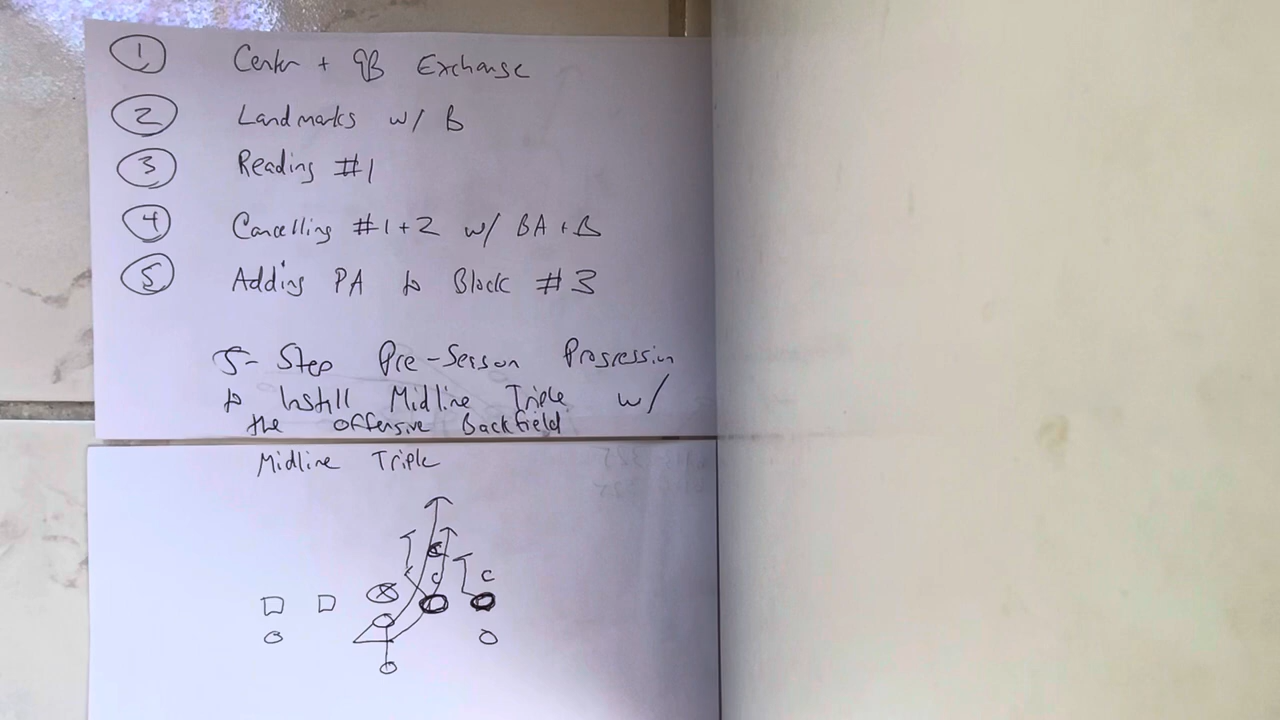 1 Center + QB Exchange
2 Landmarks w/ B
3 Reading #1
4 Cancelling #1+2 w/ BA + B
5 Adding PA to Block #3
5-Step Pre-Season Progression
to Install Midline Triple w/
the offensive Backfield
Midline Triple
C
C
C